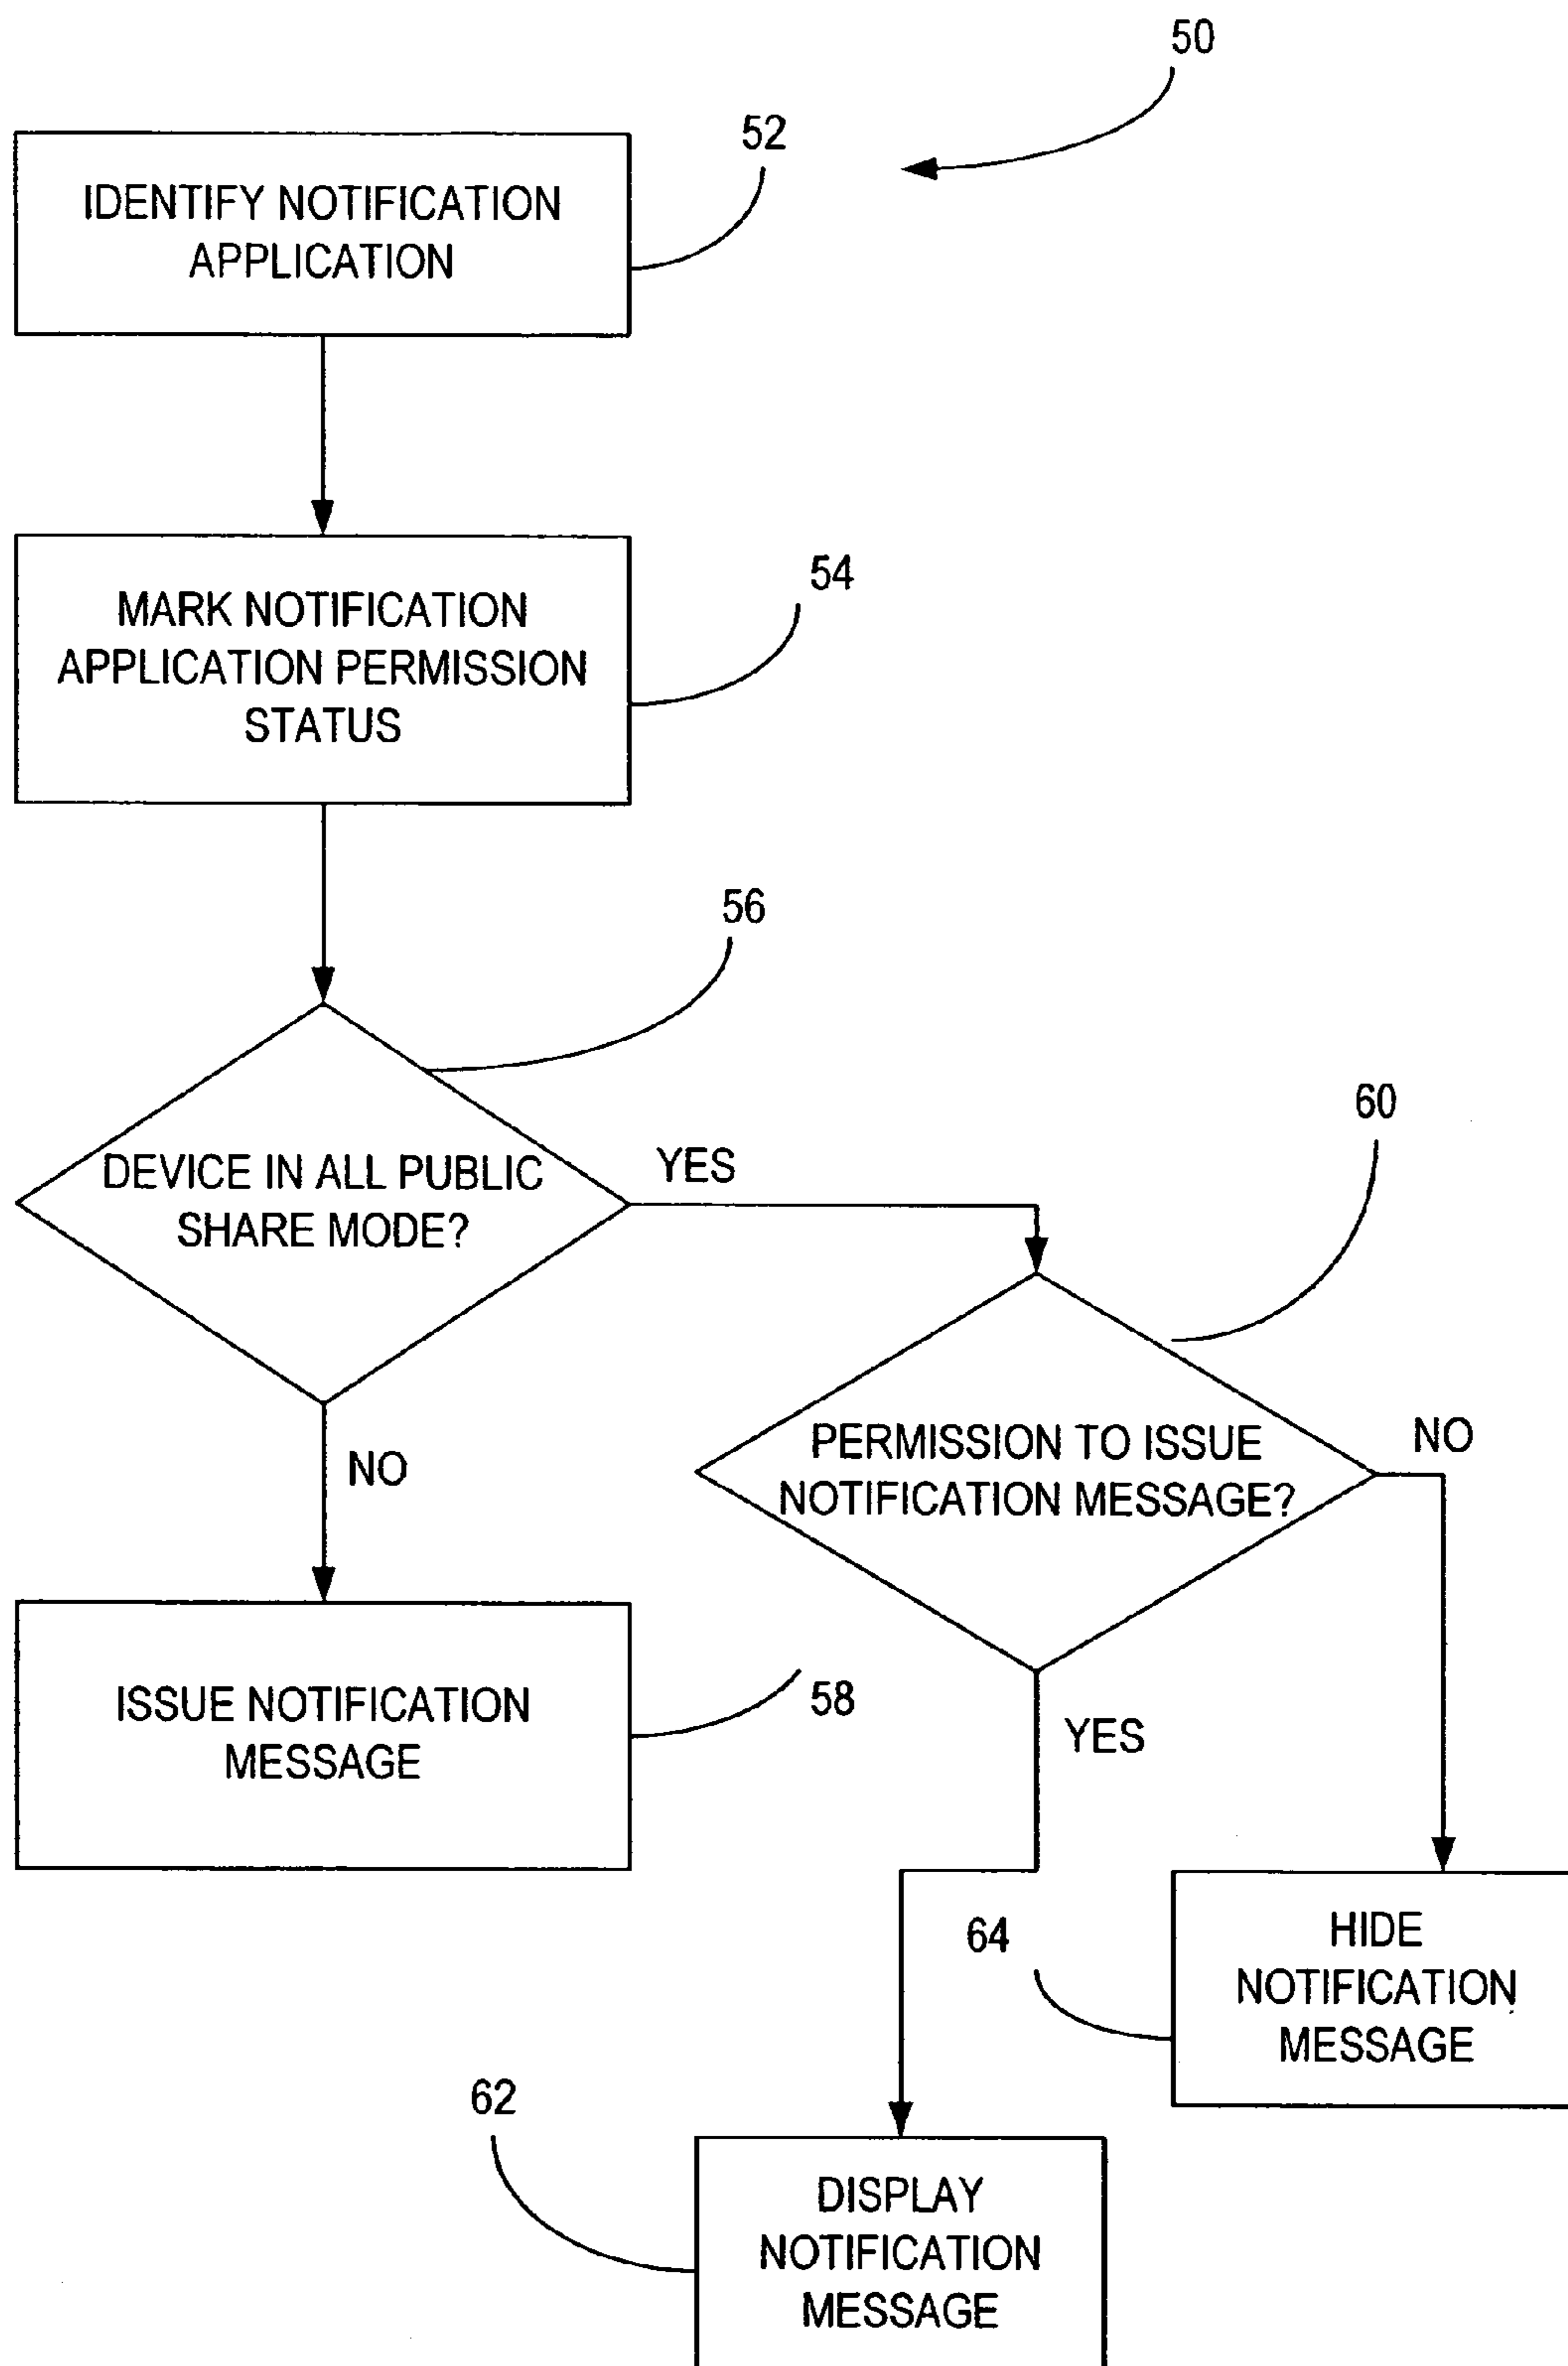 50
52
IDENTIFY NOTIFICATION
APPLICATION
54
MARK NOTIFICATION
APPLICATION PERMISSION
STATUS
56
DEVICE IN ALL PUBLIC
SHARE MODE?
YES
60
NO
PERMISSION TO ISSUE
NOTIFICATION MESSAGE?
NO
ISSUE NOTIFICATION
MESSAGE
58
YES
64
HIDE
NOTIFICATION
MESSAGE
62
DISPLAY
NOTIFICATION
MESSAGE